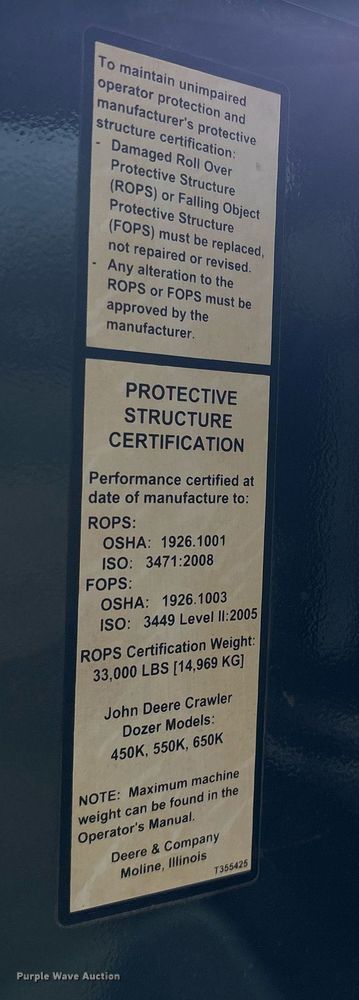 To maintain unimpaired
operator protection and
manufacturer's protective
structure certification:
- Damaged Roll Over
Protective Structure
(ROPS) or Falling Object
Protective Structure
(FOPS) must be replaced,
not repaired or revised.
- Any alteration to the
ROPS or FOPS must be
approved by the
manufacturer.
PROTECTIVE
STRUCTURE
CERTIFICATION
Performance certified at
date of manufacture to:
ROPS:
OSHA: 1926.1001
ISO: 3471:2008
FOPS:
OSHA: 1926.1003
ISO: 3449 Level II:2005
ROPS Certification Weight:
33,000 LBS [14,969 KG]
John Deere Crawler
Dozer Models:
450K, 550K, 650K
NOTE: Maximum machine
weight can be found in the
Operator's Manual.
Deere & Company
Moline, Illinois
T355425
Purple Wave Auction